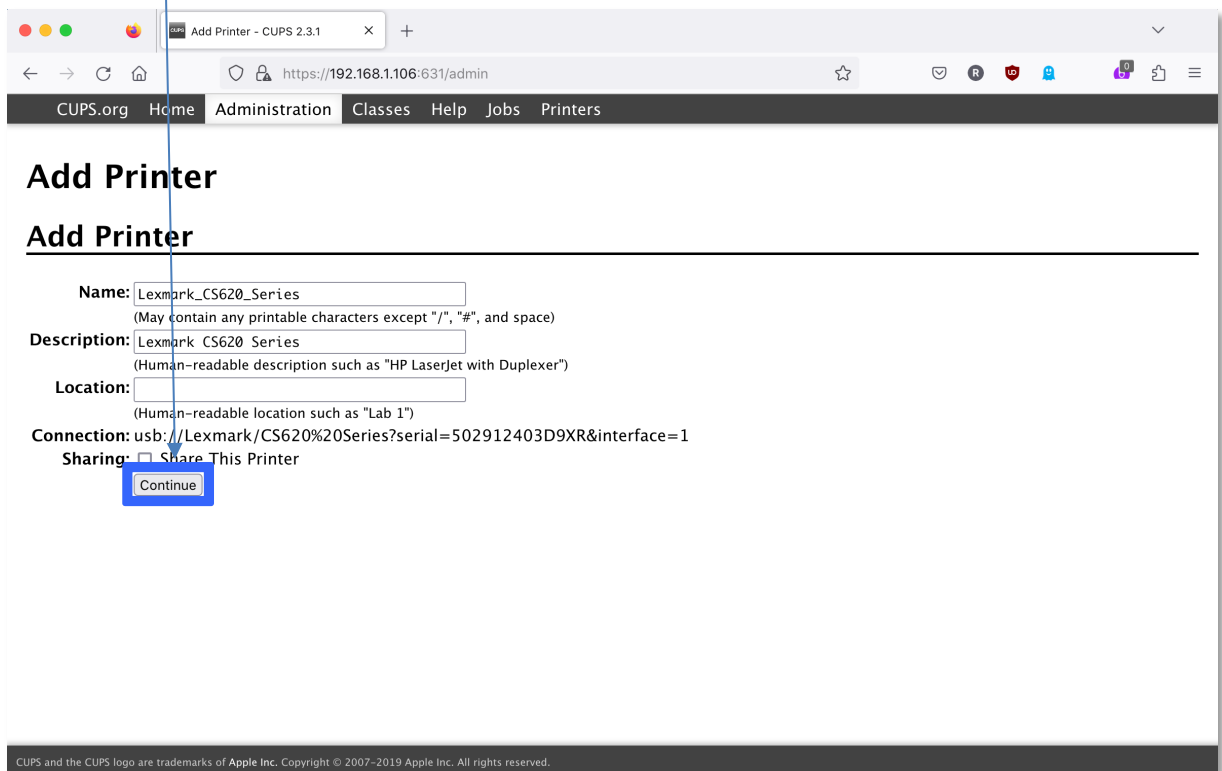 CUPS Add Printer - CUPS 2.3.1
https://192.168.1.106:631/admin R 0
CUPS.org Home Administration Classes Help Jobs Printers
Add Printer
Add Printer
Name: Lexmark_CS620_Series
(May contain any printable characters except "/", "#", and space)
Description: Lexmark CS620 Series
(Human-readable description such as "HP LaserJet with Duplexer")
Location:
(Human-readable location such as "Lab 1")
Connection: usb://Lexmark/CS620%20Series?serial=502912403D9XR&interface=1
Sharing: Share This Printer
Continue
CUPS and the CUPS logo are trademarks of Apple Inc. Copyright © 2007-2019 Apple Inc. All rights reserved.